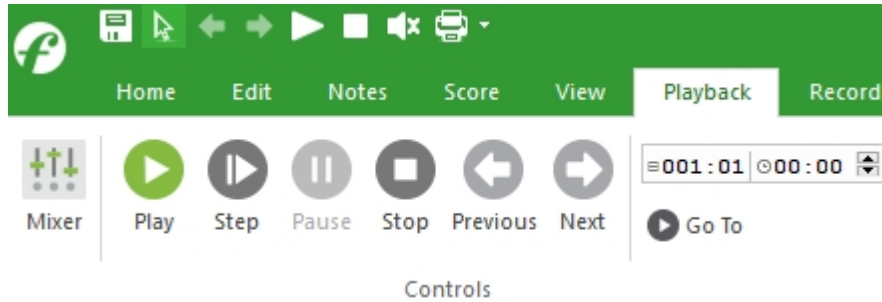 Home Edit Notes Score View Playback Record
001:01 00:00
Mixer Play Step Pause Stop Previous Next
Go To
Controls